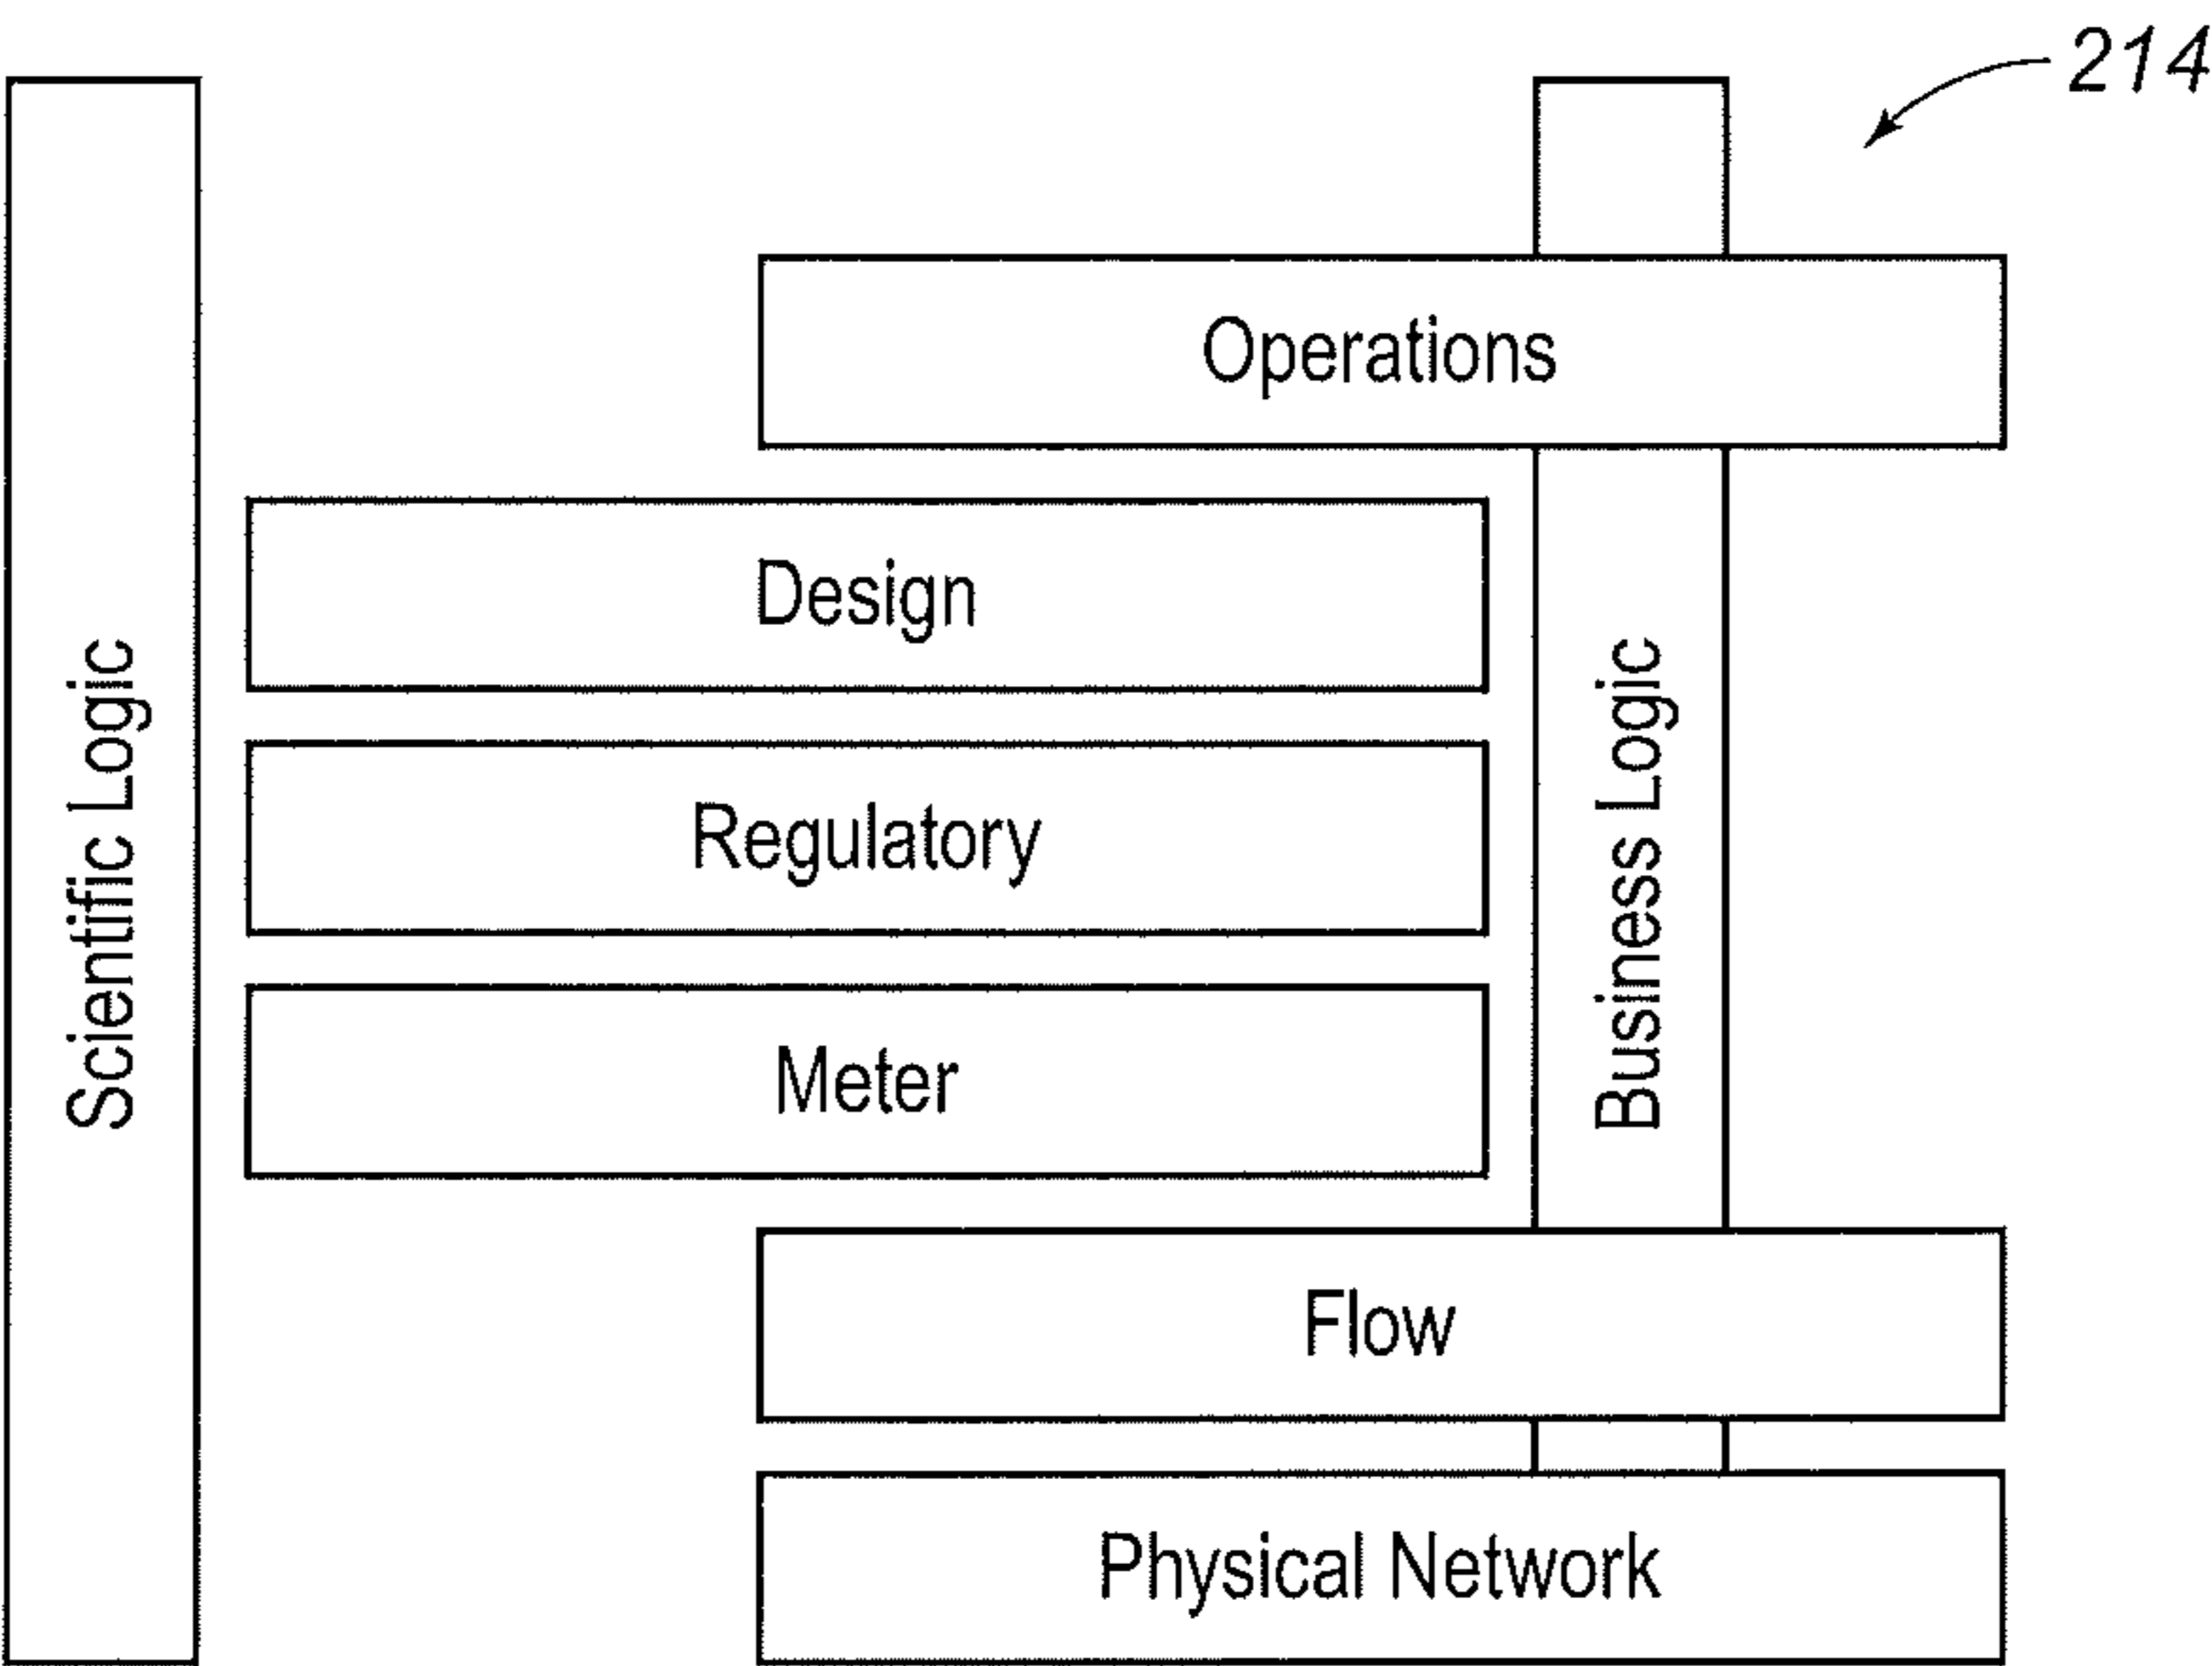 214
Operations
Design
Regulatory
Meter
Flow
Physical Network
Scientific Logic
Business Logic